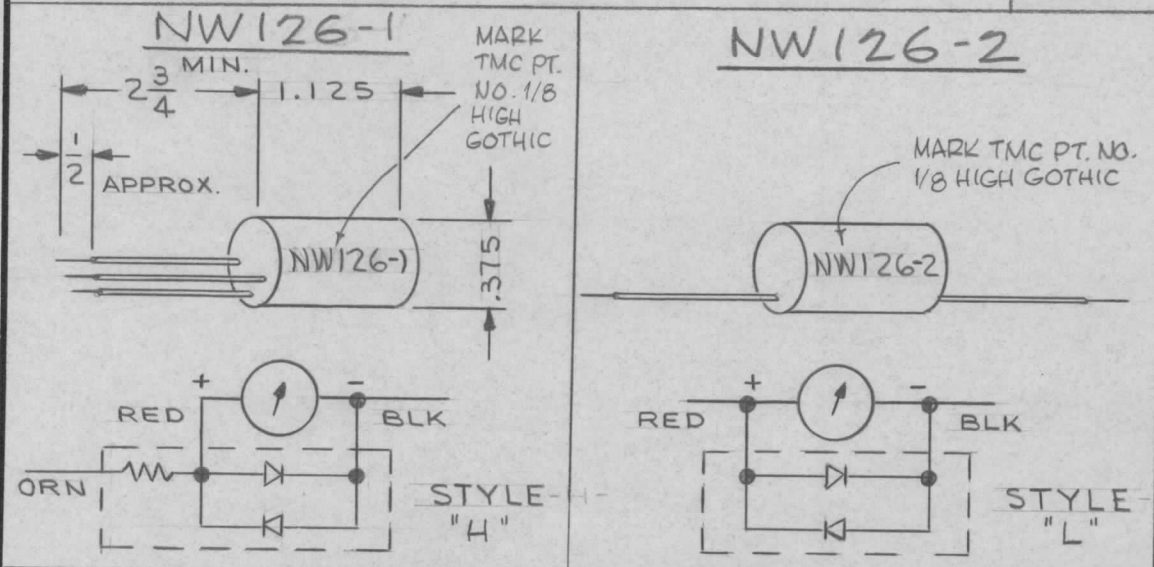 NW126-1
MIN.
2 3/4
1.125
MARK
TMC PT.
NO. 1/8
HIGH
GOTHIC
1/2
APPROX.
NW126-1
.375
+
-
RED
BLK
ORN
STYLE
"H"
NW126-2
MARK TMC PT. NO.
1/8 HIGH GOTHIC
NW126-2
+
-
RED
BLK
STYLE
"L"